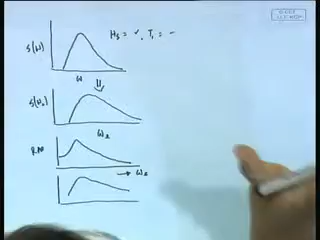 S(ω) Hs = ✓, T₁ = –
ω
⇓
S(ωe)
ωe
RAO
→ ωe